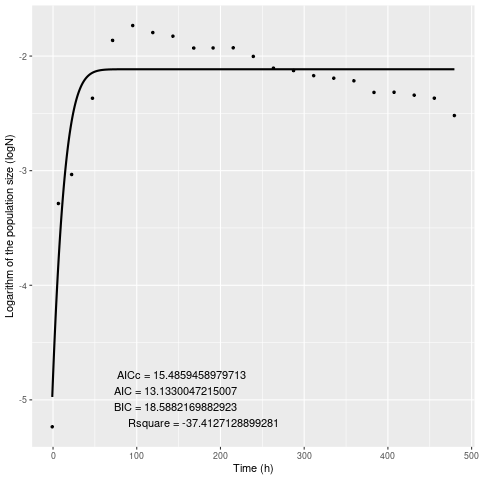 Logarithm of the population size (logN)
-2
-3
-4
-5
AICc = 15.4859458979713
AIC = 13.1330047215007
BIC = 18.5882169882923
Rsquare = -37.4127128899281
0 100 200 300 400 500
Time (h)